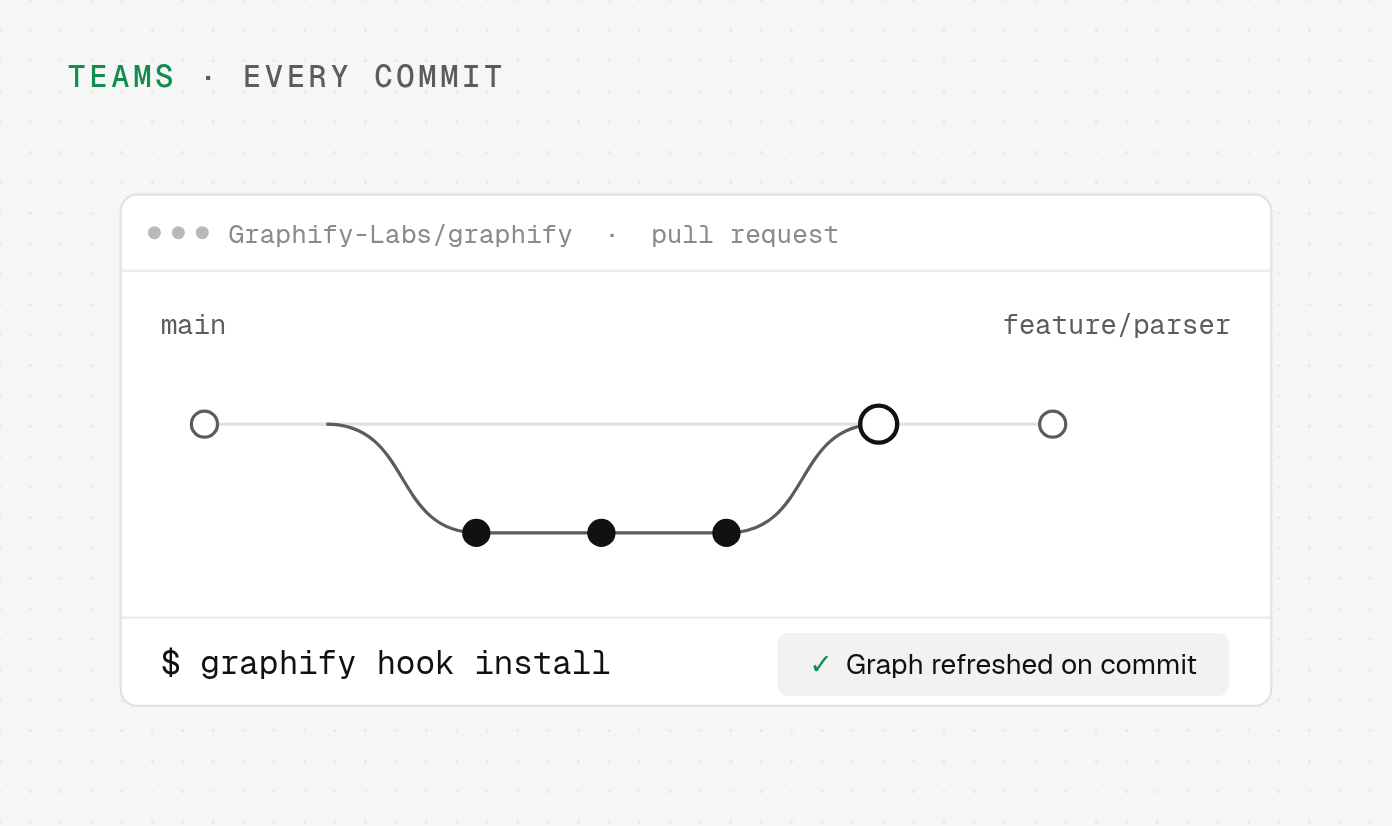 TEAMS · EVERY COMMIT
Graphify-Labs/graphify · pull request
main
feature/parser
$ graphify hook install
✓ Graph refreshed on commit